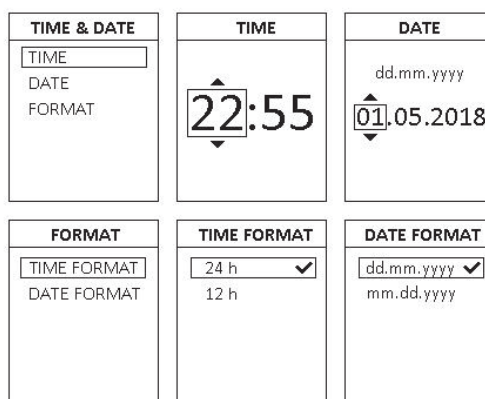 TIME & DATE
TIME
DATE
FORMAT
TIME
22:55
DATE
dd.mm.yyyy
01.05.2018
FORMAT
TIME FORMAT
DATE FORMAT
TIME FORMAT
24 h
12 h
DATE FORMAT
dd.mm.yyyy
mm.dd.yyyy